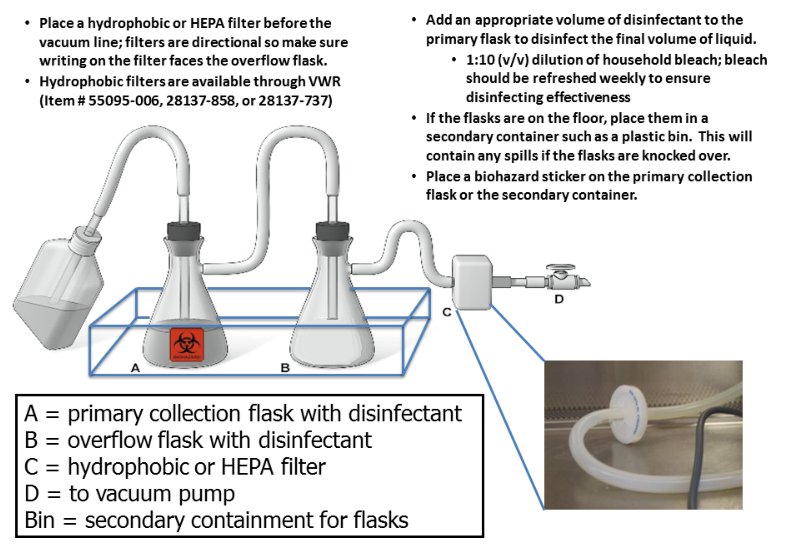 • Place a hydrophobic or HEPA filter before the
vacuum line; filters are directional so make sure
writing on the filter faces the overflow flask.
• Hydrophobic filters are available through VWR
(Item # 55095-006, 28137-858, or 28137-737)
• Add an appropriate volume of disinfectant to the
primary flask to disinfect the final volume of liquid.
• 1:10 (v/v) dilution of household bleach; bleach
should be refreshed weekly to ensure
disinfecting effectiveness
• If the flasks are on the floor, place them in a
secondary container such as a plastic bin. This will
contain any spills if the flasks are knocked over.
• Place a biohazard sticker on the primary collection
flask or the secondary container.
BIOHAZARD
A
B
C
D
A = primary collection flask with disinfectant
B = overflow flask with disinfectant
C = hydrophobic or HEPA filter
D = to vacuum pump
Bin = secondary containment for flasks